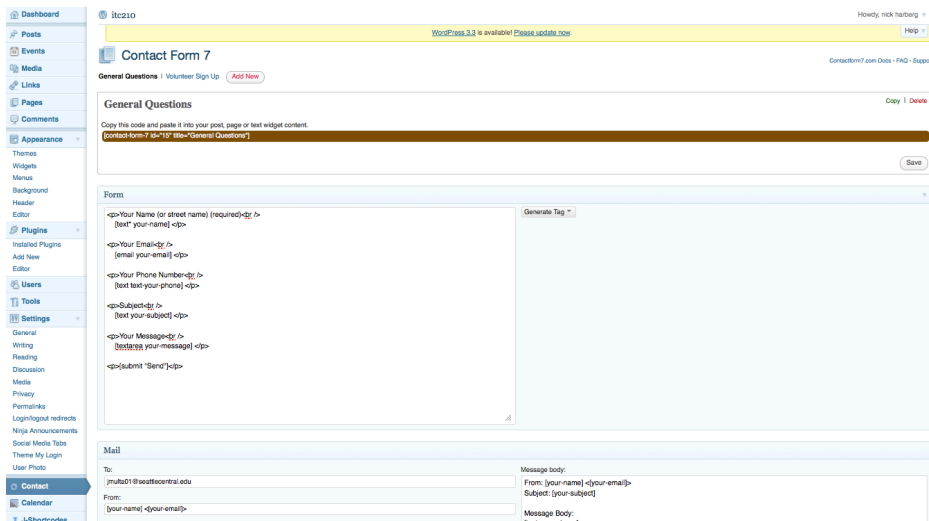 Dashboard
Posts
Events
Media
Links
Pages
Comments
Appearance
Themes
Widgets
Menus
Background
Header
Editor
Plugins
Installed Plugins
Add New
Editor
Users
Tools
Settings
General
Writing
Reading
Discussion
Media
Privacy
Permalinks
Login/logout redirects
Ninja Announcements
Social Media Tabs
Theme My Login
User Photo
Contact
Calendar
J-Shortcodes
itc210
Howdy, nick harberg
WordPress 3.3 is available! Please update now.
Help
Contact Form 7
Contactform7.com Docs - FAQ - Suppo
General Questions | Volunteer Sign Up Add New
General Questions
Copy | Delete
Copy this code and paste it into your post, page or text widget content.
[contact-form-7 id="15" title="General Questions"]
Save
Form
<p>Your Name (or street name) (required)<br />
[text* your-name] </p>
<p>Your Email<br />
[email your-email] </p>
<p>Your Phone Number<br />
[text text-your-phone] </p>
<p>Subject<br />
[text your-subject] </p>
<p>Your Message<br />
[textarea your-message] </p>
<p>[submit "Send"]</p>
Generate Tag
Mail
To:
jmulta01@seattlecentral.edu
From:
[your-name] <[your-email]>
Message body:
From: [your-name] <[your-email]>
Subject: [your-subject]
Message Body: